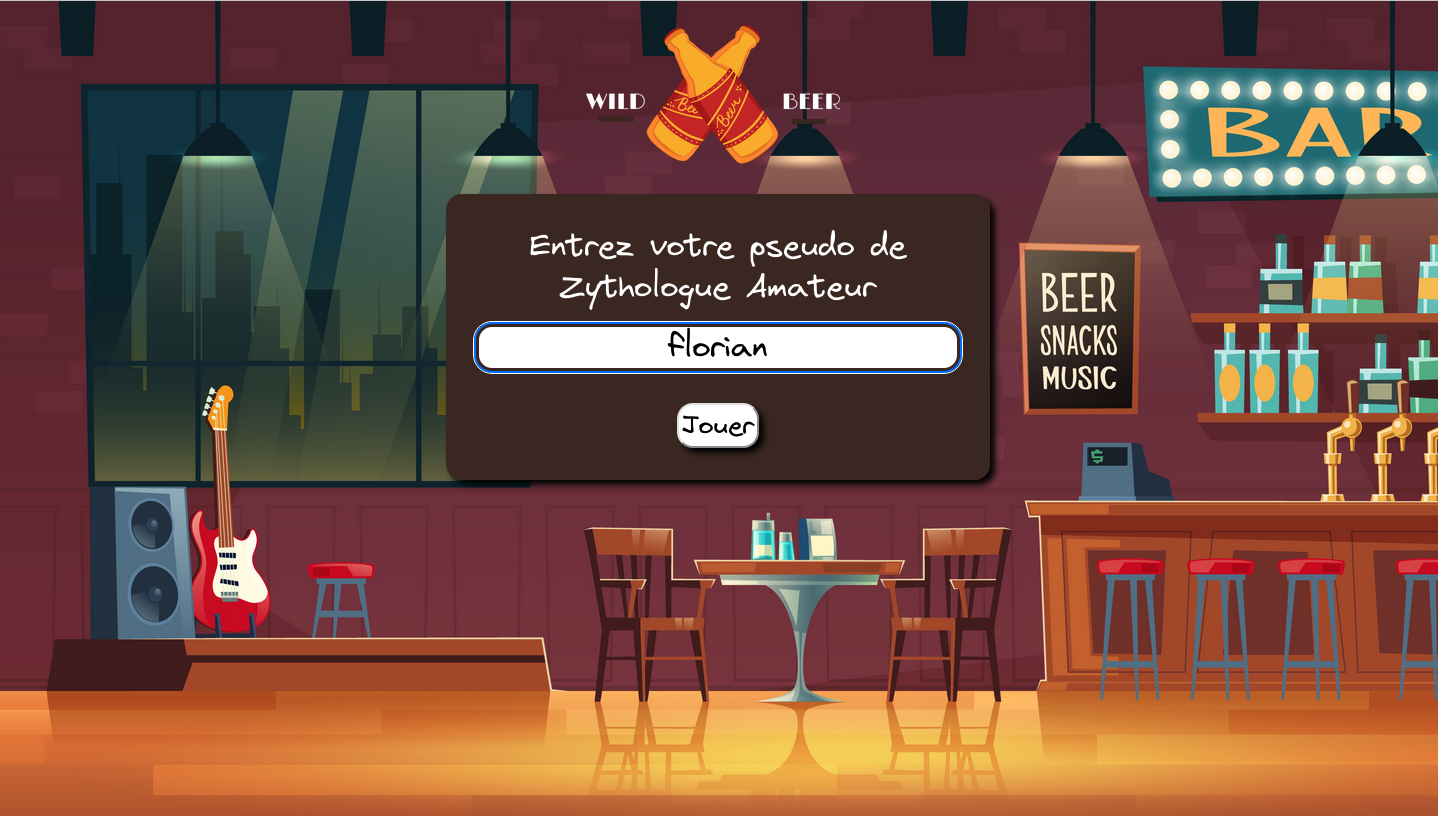 WILD BEER
Beer
Beer
BAR
Entrez votre pseudo de
Zythologue Amateur
florian
Jouer
BEER
SNACKS
MUSIC
$